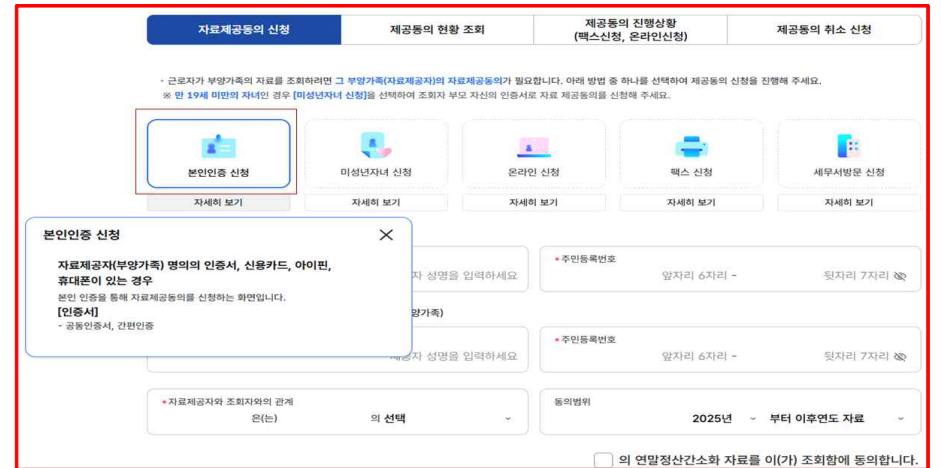 자료제공동의 신청
제공동의 현황 조회
제공동의 진행상황
(팩스신청, 온라인신청)
제공동의 취소 신청
· 근로자가 부양가족의 자료를 조회하려면 그 부양가족(자료제공자)의 자료제공동의가 필요합니다. 아래 방법 중 하나를 선택하여 제공동의 신청을 진행해 주세요.
※ 만 19세 미만의 자녀인 경우 [미성년자녀 신청]을 선택하여 조회자 부모 자신의 인증서로 자료 제공동의를 신청해 주세요.
본인인증 신청
미성년자녀 신청
온라인 신청
팩스 신청
세무서방문 신청
자세히 보기
자세히 보기
자세히 보기
자세히 보기
자세히 보기
본인인증 신청
자료제공자(부양가족) 명의의 인증서, 신용카드, 아이핀,
휴대폰이 있는 경우
본인 인증을 통해 자료제공동의를 신청하는 화면입니다.
[인증서]
- 공동인증서, 간편인증
자 성명을 입력하세요
*주민등록번호
앞자리 6자리 -
뒷자리 7자리
양가족)
자 성명을 입력하세요
*주민등록번호
앞자리 6자리 -
뒷자리 7자리
*자료제공자와 조회자와의 관계
은(는)
의 선택
동의범위
2025년
부터 이후연도 자료
의 연말정산간소화 자료를 이(가) 조회함에 동의합니다.